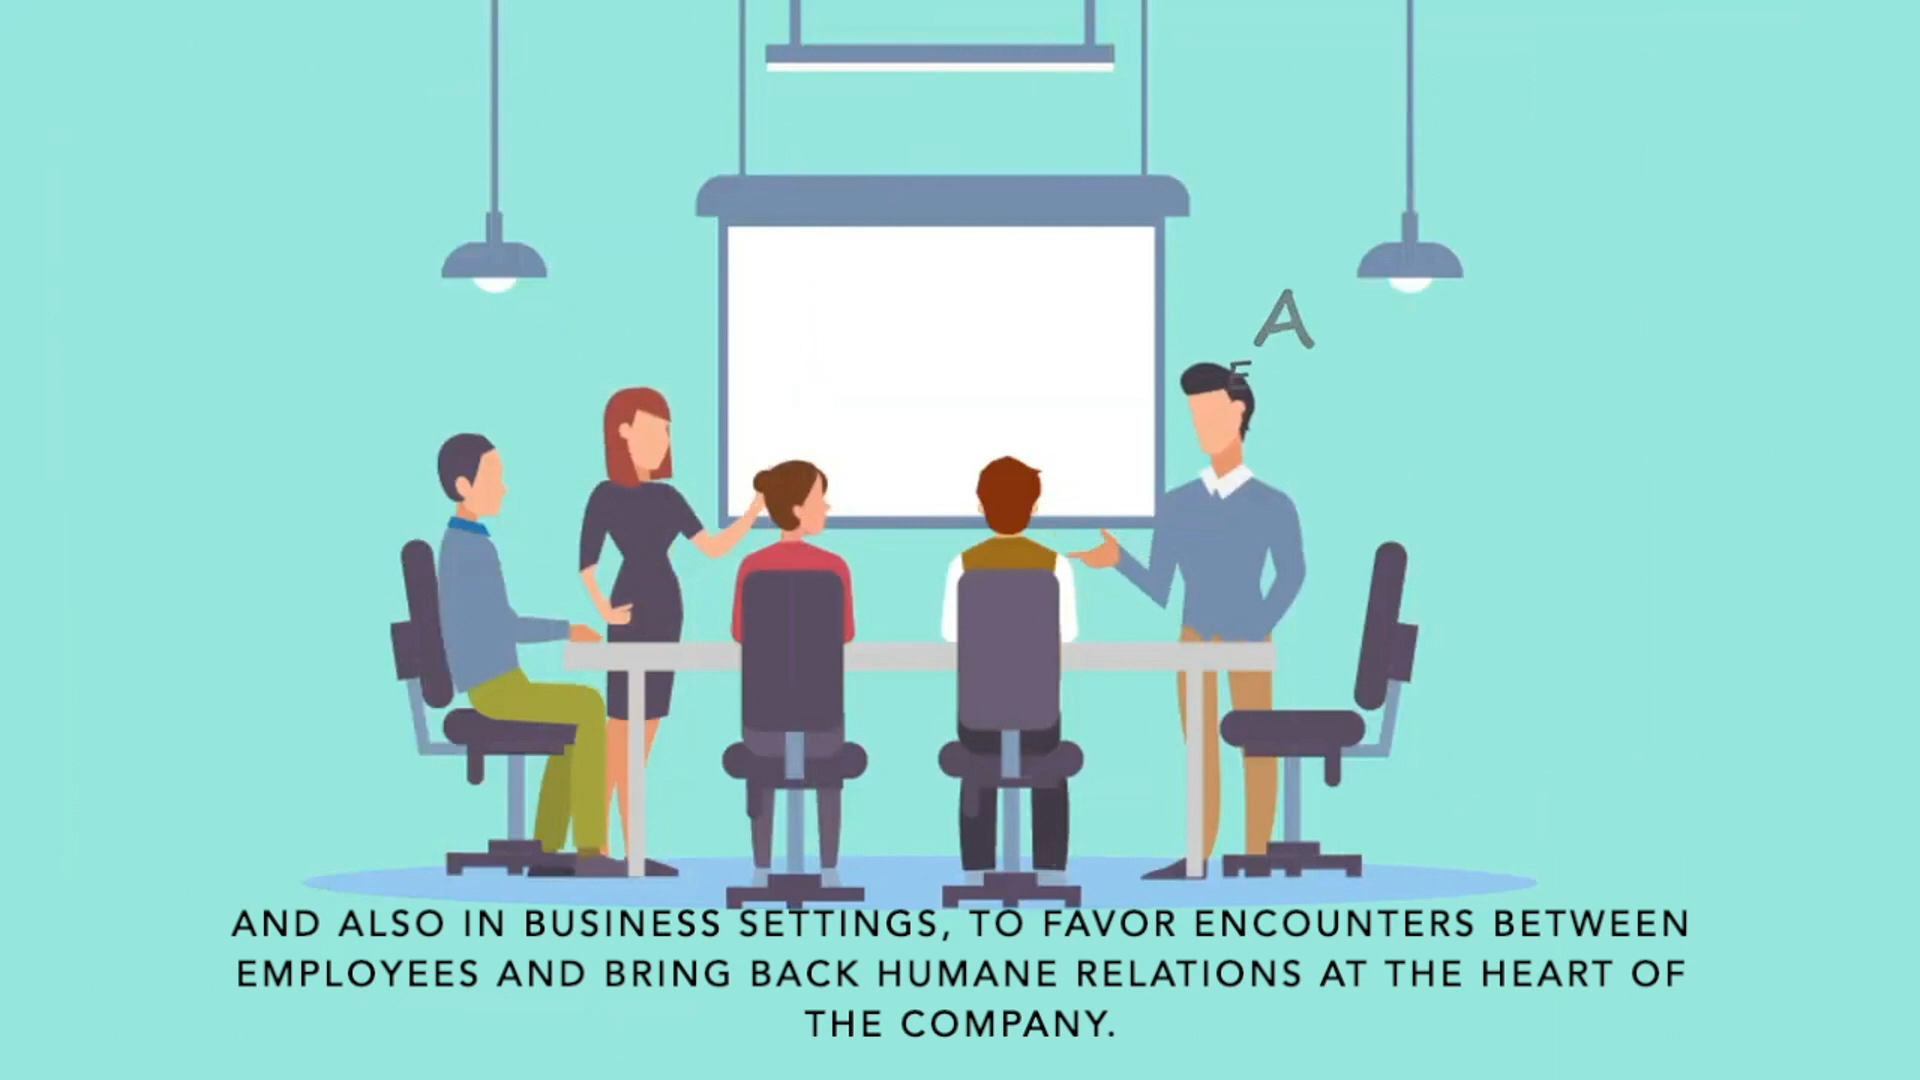 A
E
AND ALSO IN BUSINESS SETTINGS, TO FAVOR ENCOUNTERS BETWEEN
EMPLOYEES AND BRING BACK HUMANE RELATIONS AT THE HEART OF
THE COMPANY.